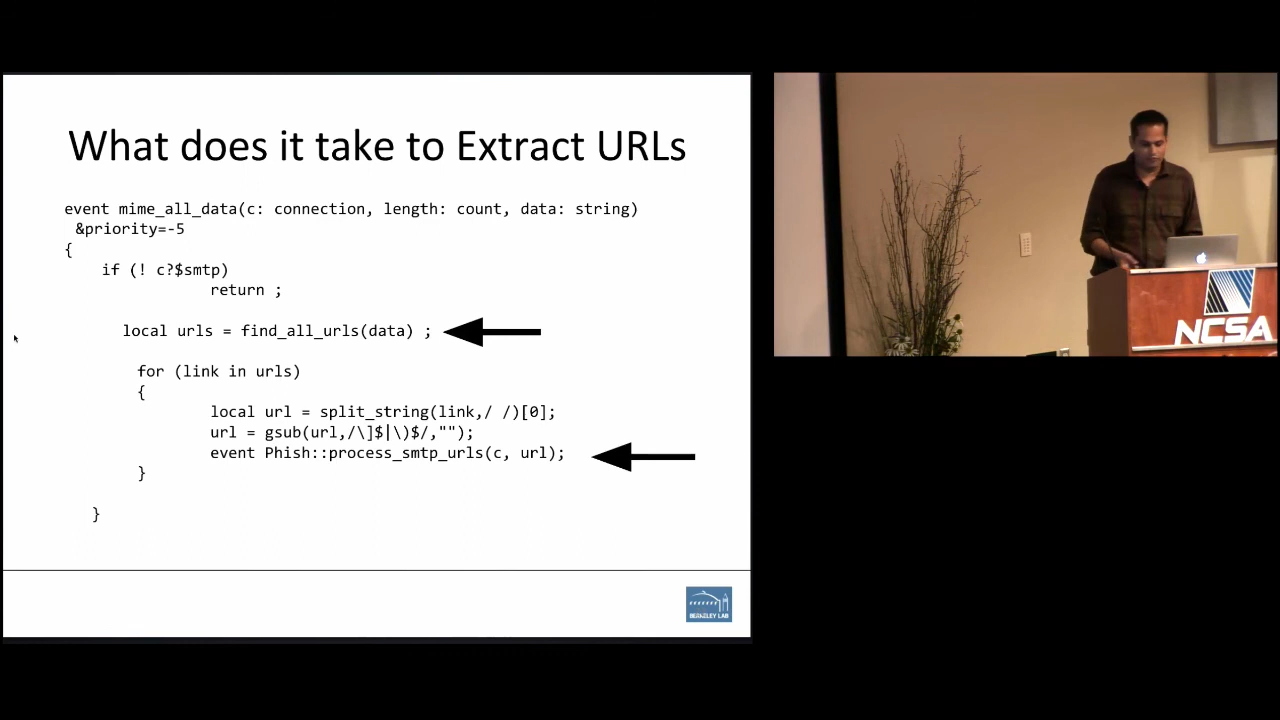 What does it take to Extract URLs
event mime_all_data(c: connection, length: count, data: string)
&priority=-5
{
if (! c?$smtp)
return ;
local urls = find_all_urls(data) ;
for (link in urls)
{
local url = split_string(link,/ /)[0];
url = gsub(url,/\]$|\)$/,"");
event Phish::process_smtp_urls(c, url);
}
}
BERKELEY LAB
NCSA